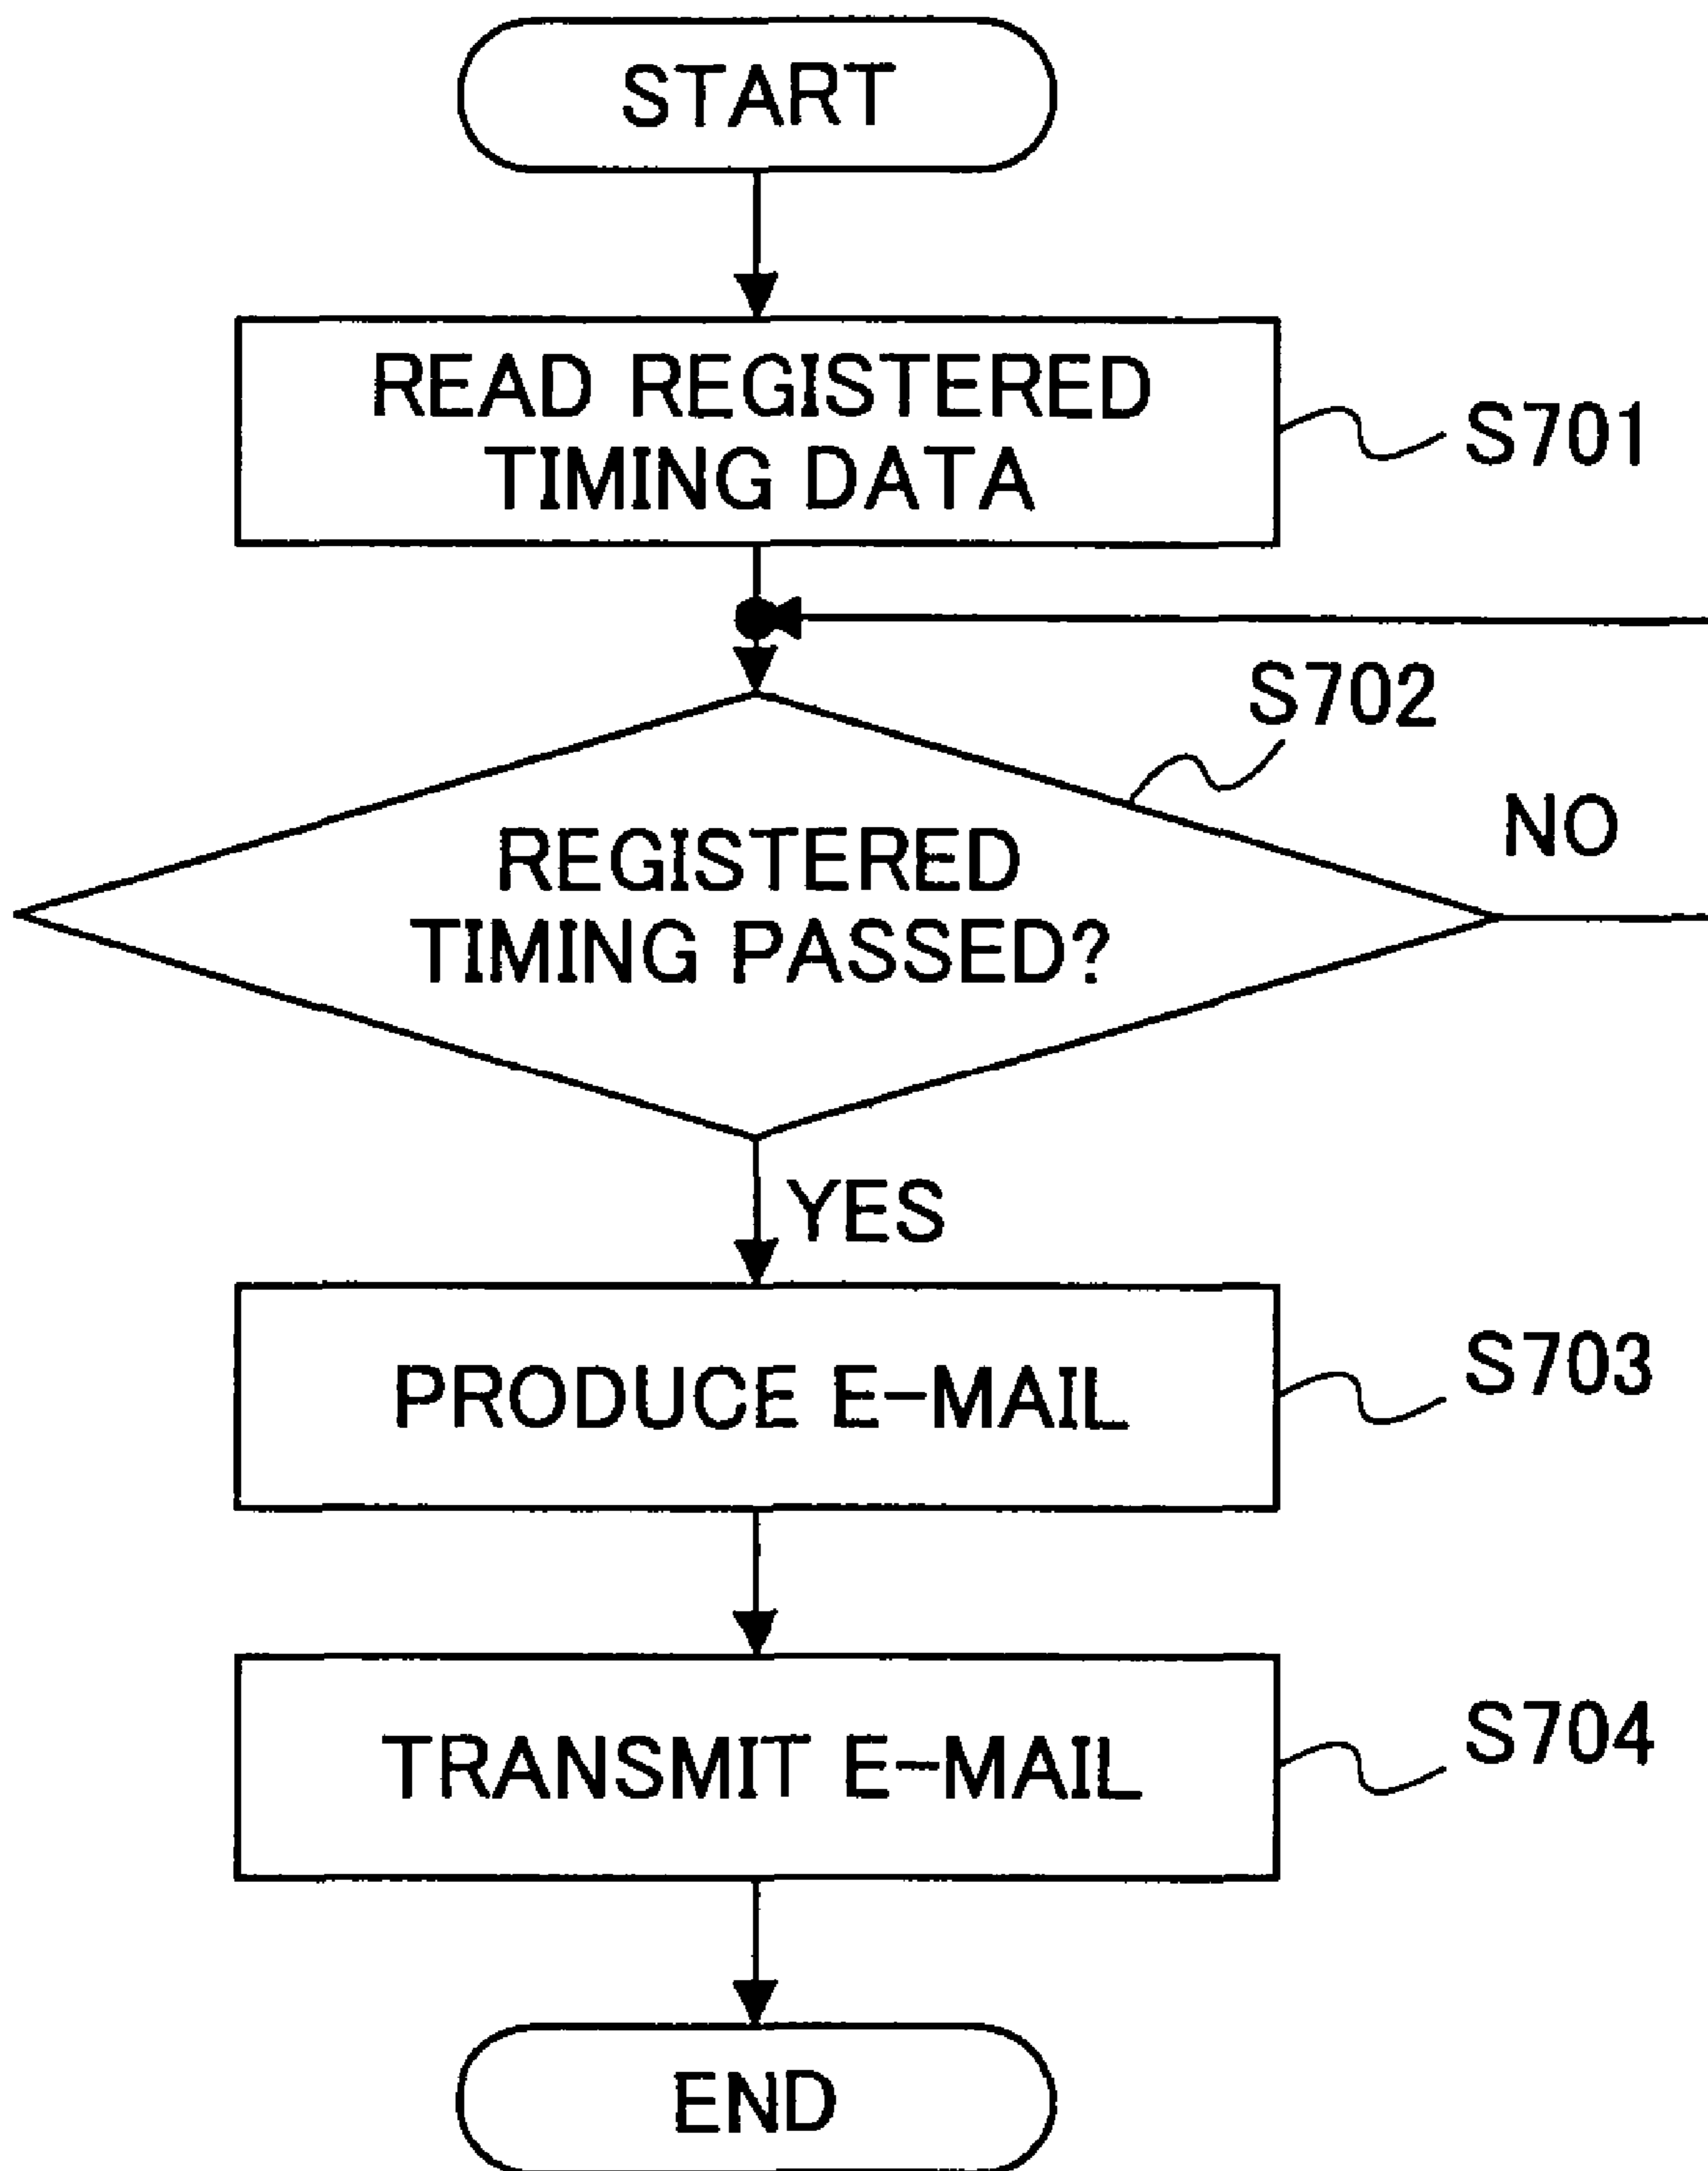 START
READ REGISTERED
TIMING DATA
S701
S702
REGISTERED
TIMING PASSED?
NO
YES
PRODUCE E-MAIL
S703
TRANSMIT E-MAIL
S704
END